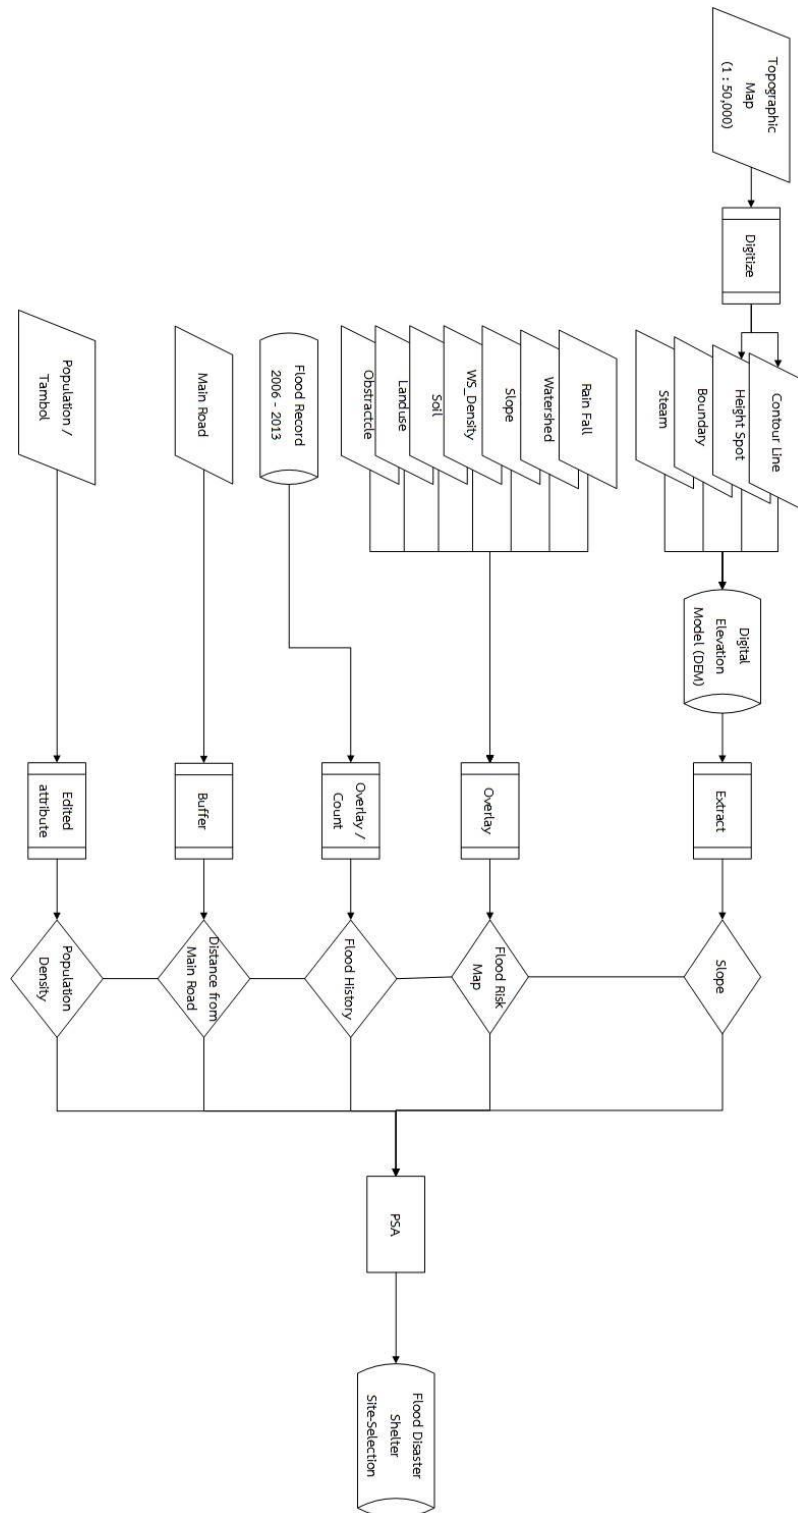 Topographic
Map
(1 : 50,000)
Digitize
Contour Line
Height Spot
Boundary
Steam
Digital
Elevation
Model (DEM)
Extract
Slope
Rain Fall
Watershed
Slope
WS_Density
Soil
Landuse
Obstractcle
Overlay
Flood Risk
Map
Flood Record
2006 - 2013
Overlay /
Count
Flood History
Main Road
Buffer
Distance from
Main Road
Population /
Tambol
Edited
attribute
Population
Density
PSA
Flood Disaster
Shelter
Site-Selection